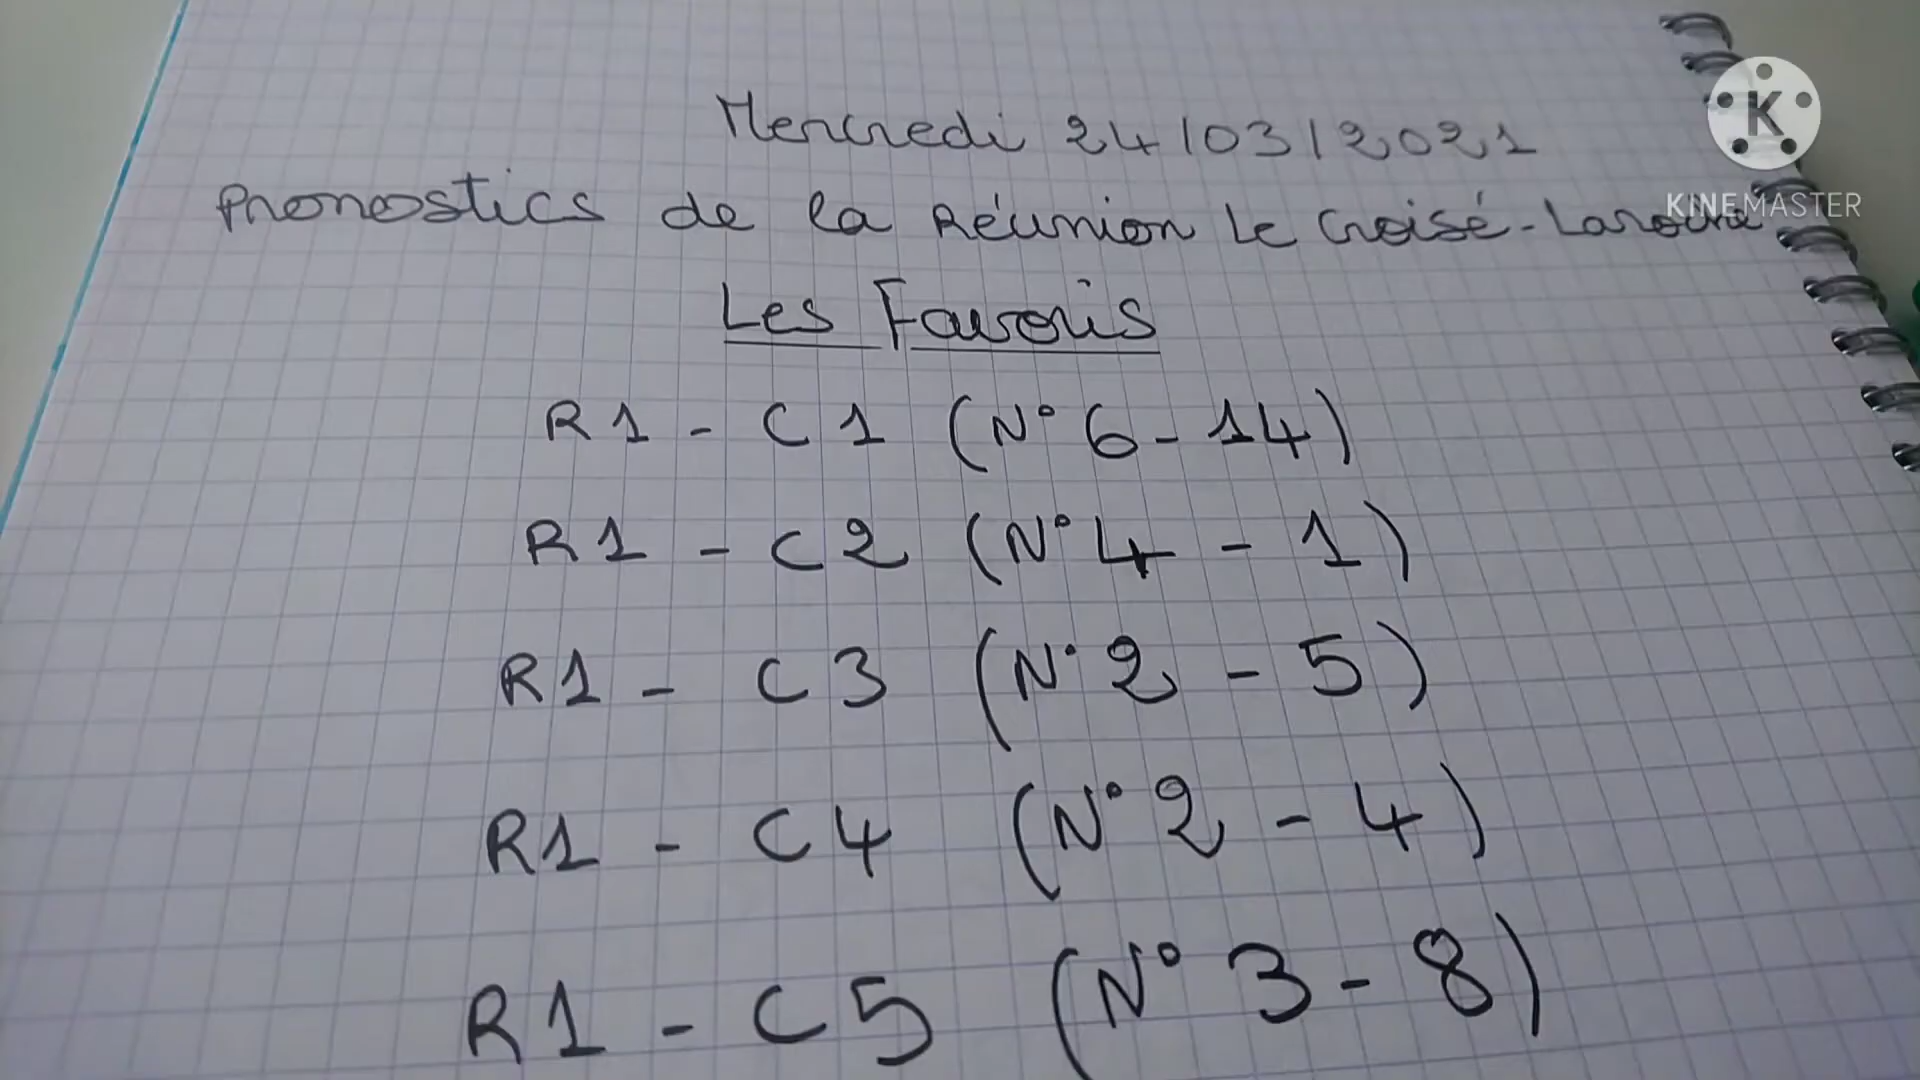 Mercredi 24/03/2021
K
KINEMASTER
Pronostics de la Réunion Le Croisé-Laroche
Les Favoris
R1 - C1 (N° 6 - 14)
R1 - C2 (N° 4 - 1)
R1 - C3 (N° 2 - 5)
R1 - C4 (N° 2 - 4)
R1 - C5 (N° 3 - 8)